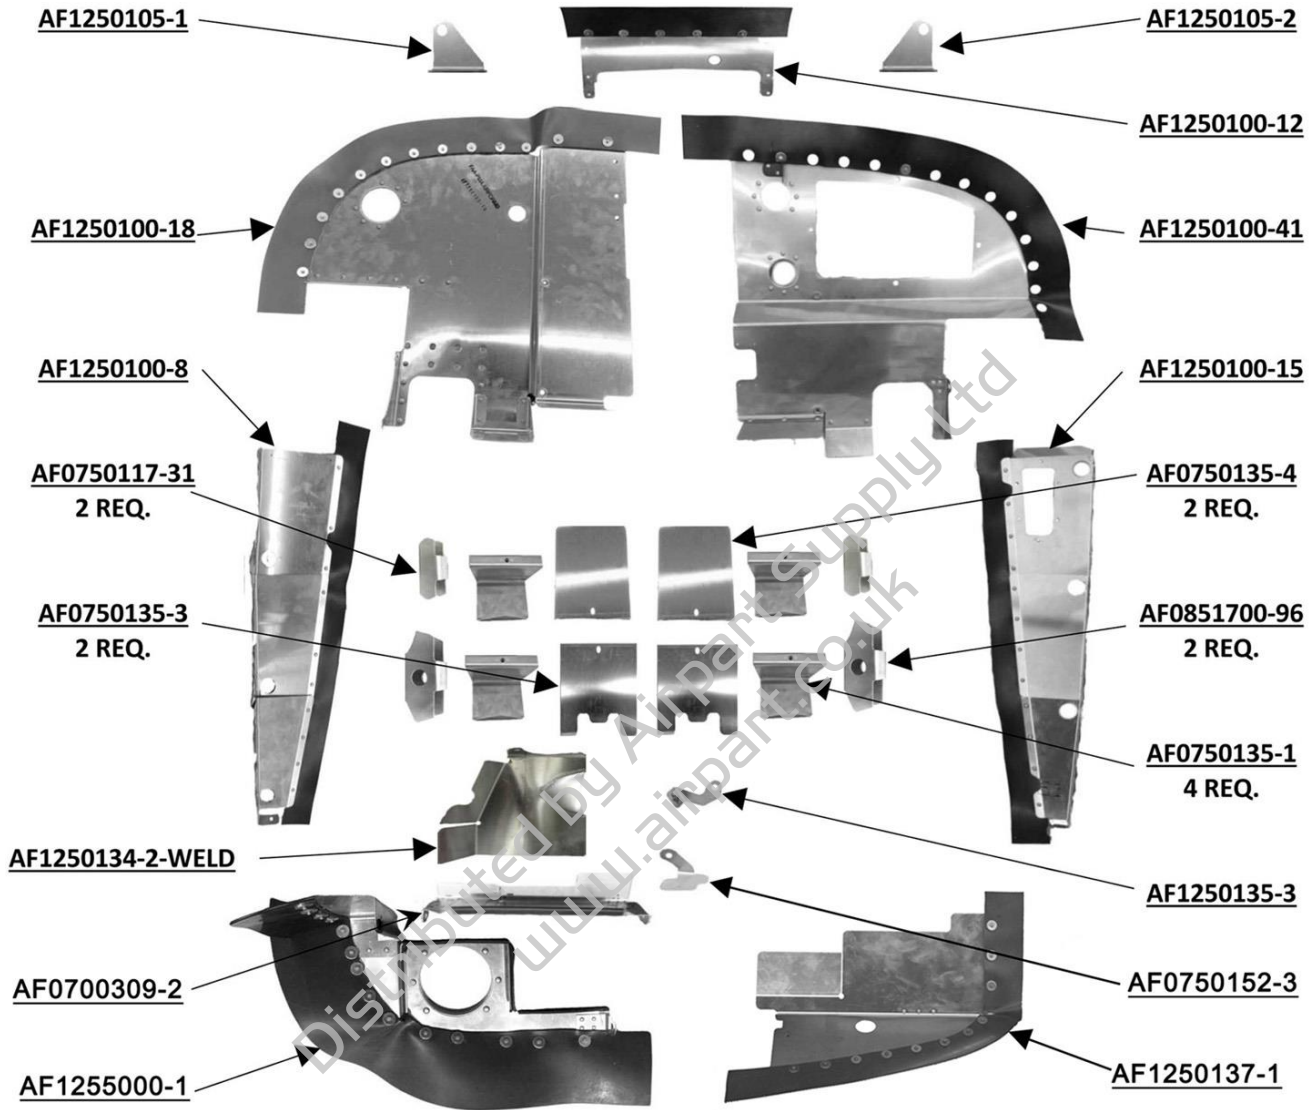 AF1250105-1
AF1250105-2
AF1250100-12
AF1250100-18
AF1250100-41
AF1250100-8
AF1250100-15
AF0750117-31
2 REQ.
AF0750135-4
2 REQ.
AF0750135-3
2 REQ.
AF0851700-96
2 REQ.
AF0750135-1
4 REQ.
AF1250134-2-WELD
AF1250135-3
AF0700309-2
AF0750152-3
AF1255000-1
AF1250137-1
Distributed by Airpart Supply Ltd
www.airpart.co.uk